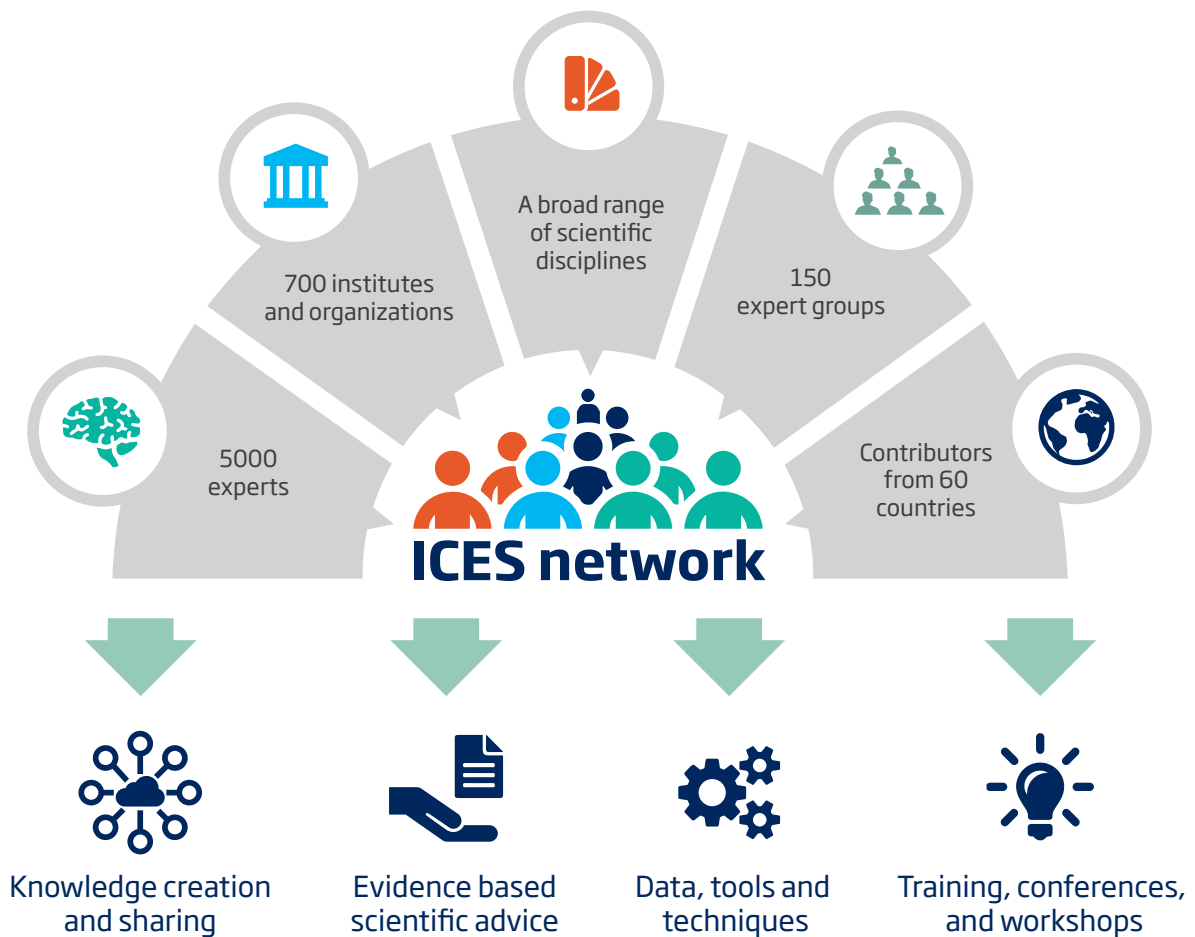 A broad range
of scientific
disciplines
700 institutes
and organizations
150
expert groups
5000
experts
Contributors
from 60
countries
ICES network
Knowledge creation
and sharing
Evidence based
scientific advice
Data, tools and
techniques
Training, conferences,
and workshops